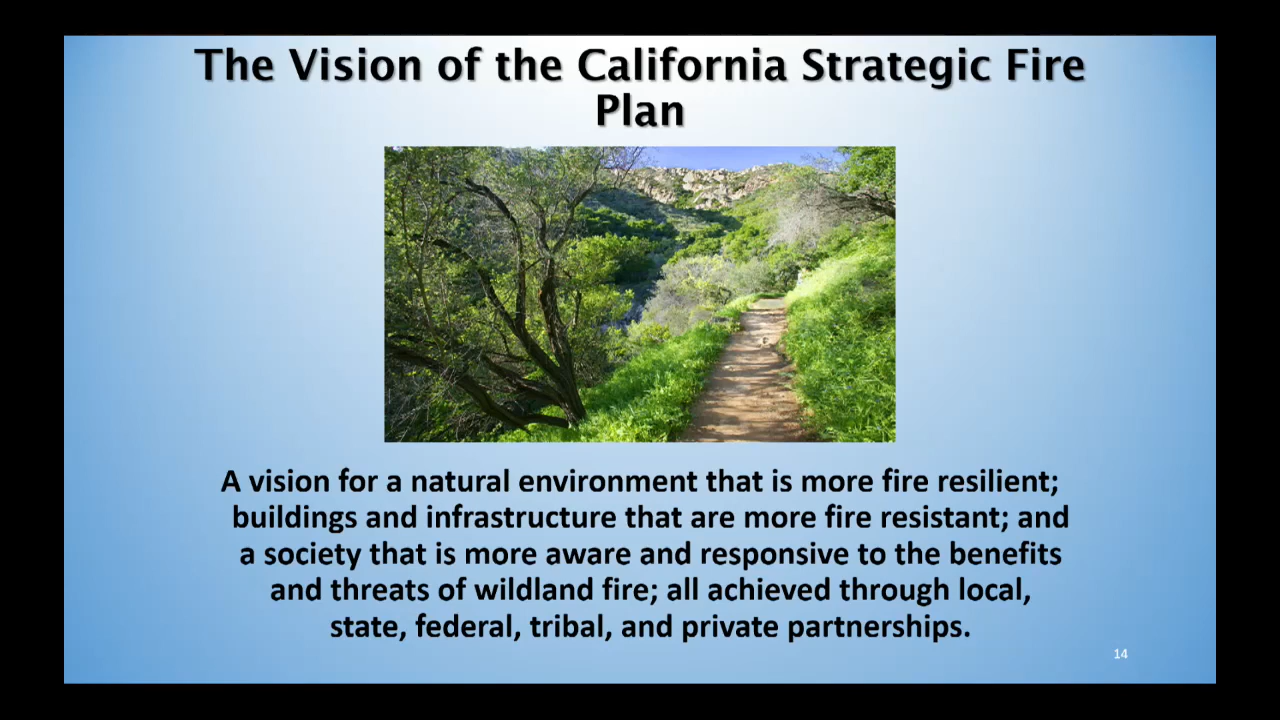 The Vision of the California Strategic Fire
Plan
A vision for a natural environment that is more fire resilient;
buildings and infrastructure that are more fire resistant; and
a society that is more aware and responsive to the benefits
and threats of wildland fire; all achieved through local,
state, federal, tribal, and private partnerships.
14